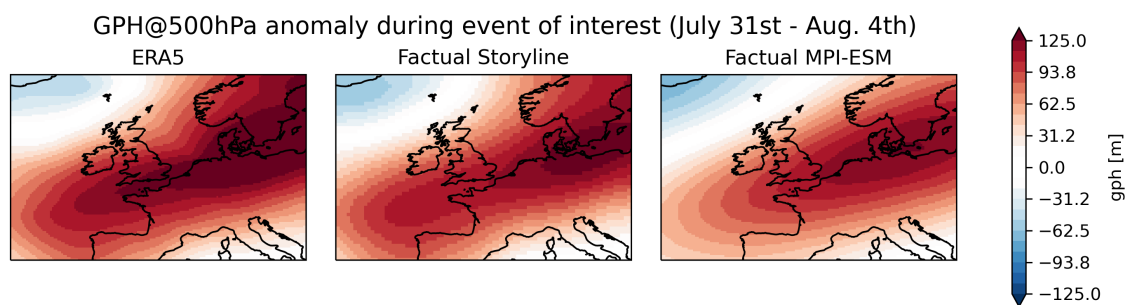 GPH@500hPa anomaly during event of interest (July 31st - Aug. 4th)
ERA5
Factual Storyline
Factual MPI-ESM
125.0
93.8
62.5
31.2
0.0
−31.2
−62.5
−93.8
−125.0
gph [m]